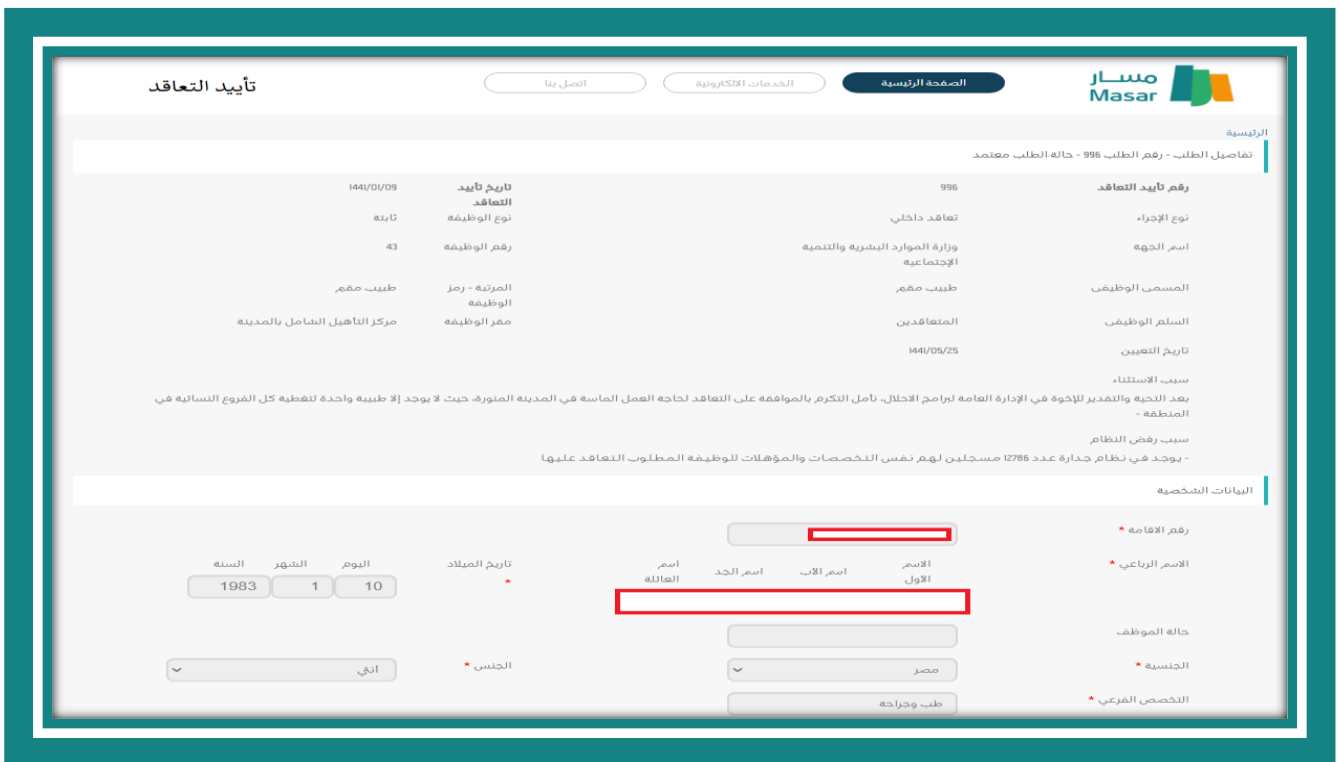 مســار
Masar
الصفحة الرئيسية
الخدمات الالكترونية
اتصل بنا
تأييد التعاقد
الرئيسية
تفاصيل الطلب - رقم الطلب 996 - حالة الطلب معتمد
رقم تأييد التعاقد 996 تاريخ تأييد التعاقد 1441/01/09
نوع الإجراء تعاقد داخلي نوع الوظيفة ثابتة
اسم الجهة وزارة الموارد البشرية والتنمية الإجتماعية رقم الوظيفة 43
المسمى الوظيفى طبيب مقيم المرتبة - رمز الوظيفة طبيب مقيم
السلم الوظيفى المتعاقدين مقر الوظيفة مركز التأهيل الشامل بالمدينة
تاريخ التعيين 1441/05/25
سبب الاستثناء
بعد التحية والتقدير للإخوة في الإدارة العامة لبرامج الاحلال، نأمل التكرم بالموافقة على التعاقد لحاجة العمل الماسة في المدينة المنورة، حيث لا يوجد إلا طبيبة واحدة لتغطية كل الفروع النسائية في
المنطقة -
سبب رفض النظام
- يوجد في نظام جدارة عدد 12786 مسجلين لهم نفس التخصصات والمؤهلات للوظيفة المطلوب التعاقد عليها
البيانات الشخصية
رقم الاقامة *
الاسم الرباعي * الاسم الاول اسم الأب اسم الجد اسم العائلة تاريخ الميلاد * اليوم الشهر السنة
10 1 1983
حالة الموظف
الجنسية * مصر الجنس * أنثي
التخصص الفرعي * طب وجراحة